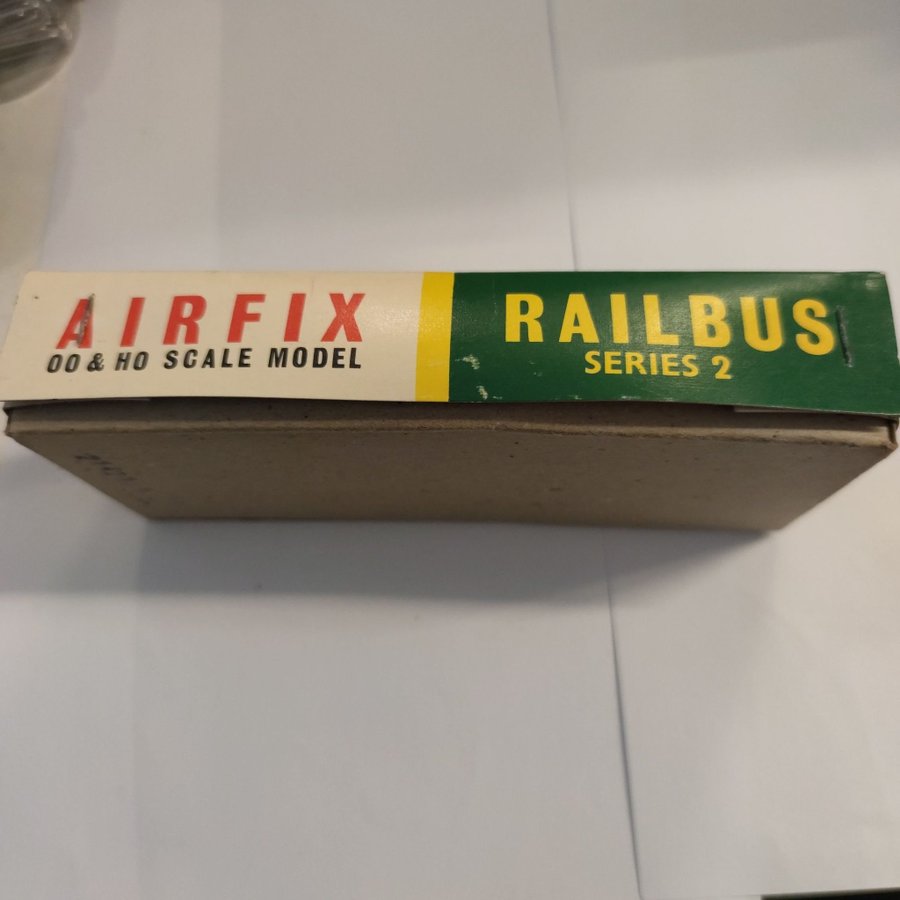 AIRFIX
OO & HO SCALE MODEL
RAILBUS
SERIES 2